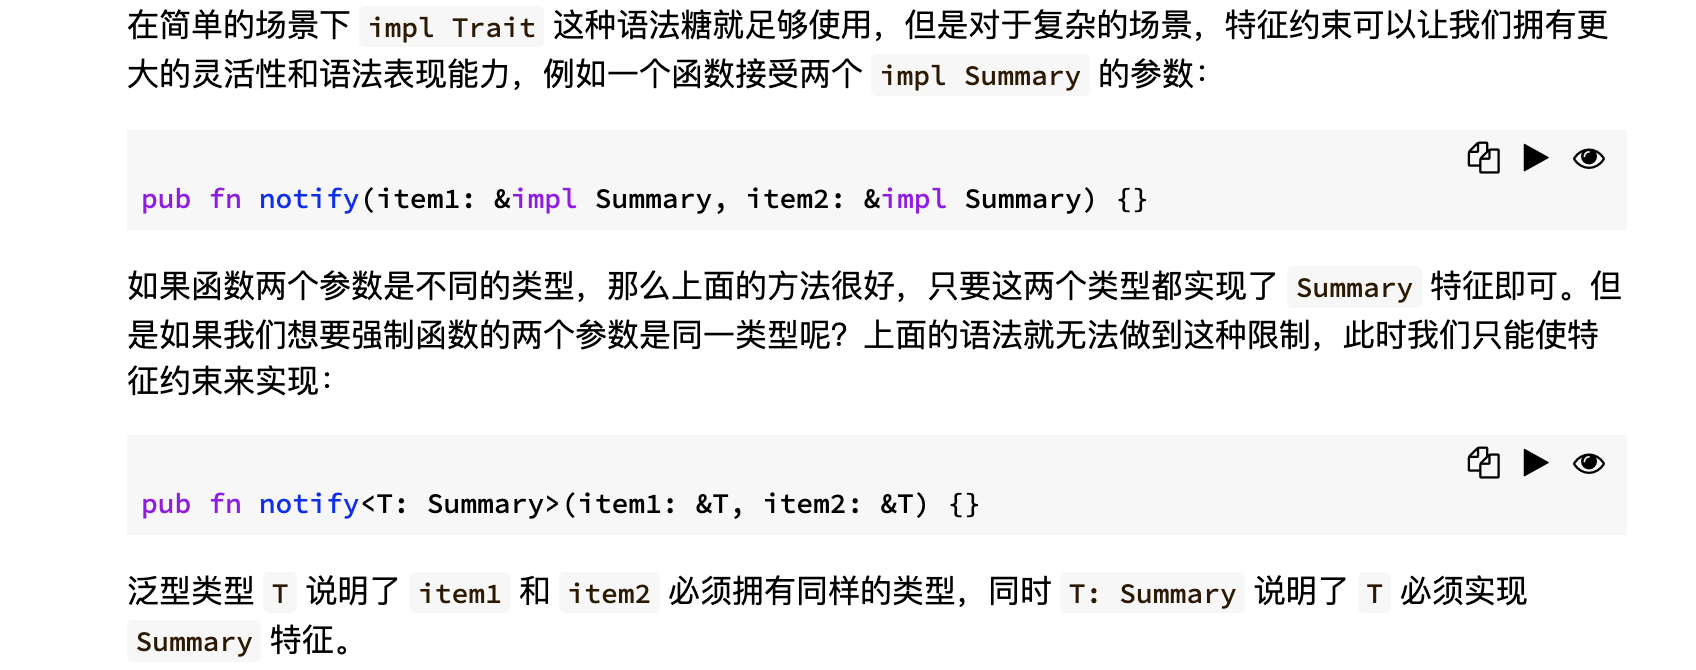 在简单的场景下 impl Trait 这种语法糖就足够使用，但是对于复杂的场景，特征约束可以让我们拥有更
大的灵活性和语法表现能力，例如一个函数接受两个 impl Summary 的参数：
pub fn notify(item1: &impl Summary, item2: &impl Summary) {}
如果函数两个参数是不同的类型，那么上面的方法很好，只要这两个类型都实现了 Summary 特征即可。但
是如果我们想要强制函数的两个参数是同一类型呢？上面的语法就无法做到这种限制，此时我们只能使特
征约束来实现：
pub fn notify<T: Summary>(item1: &T, item2: &T) {}
泛型类型 T 说明了 item1 和 item2 必须拥有同样的类型，同时 T: Summary 说明了 T 必须实现
Summary 特征。